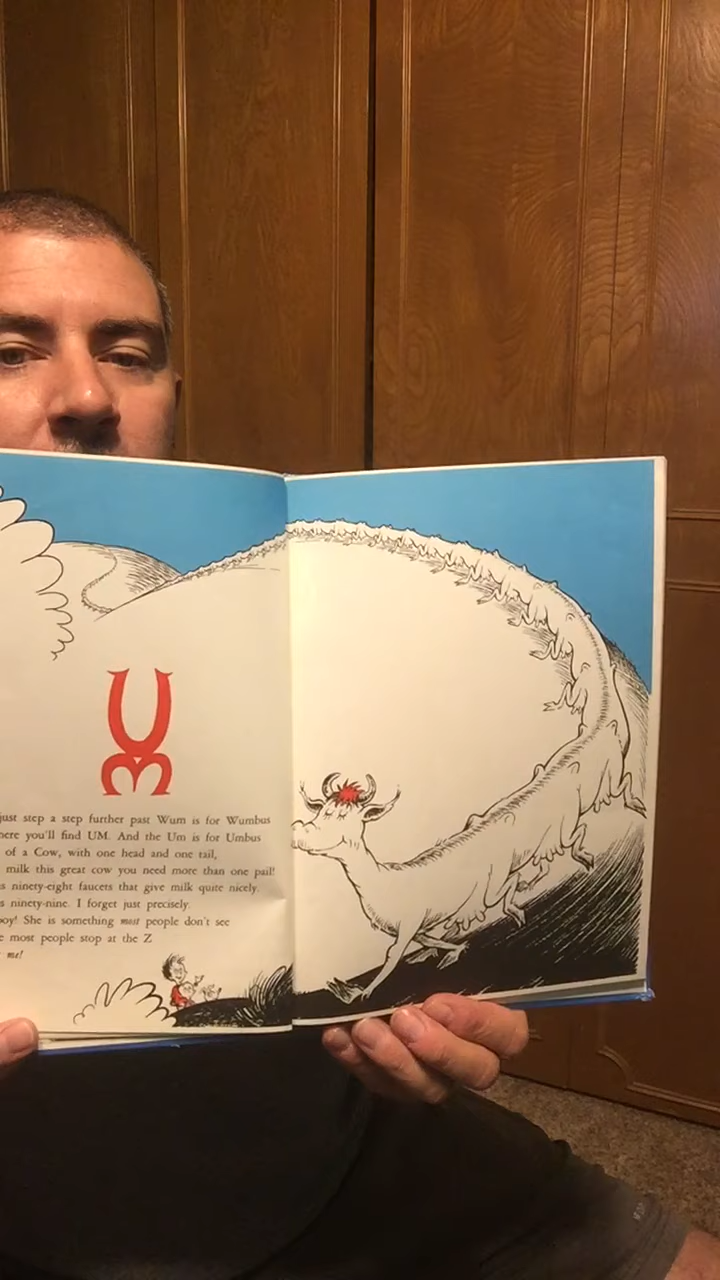 just step a step further past Wum is for Wumbus
here you'll find UM. And the Um is for Umbus
of a Cow, with one head and one tail,
milk this great cow you need more than one pail!
ninety-eight faucets that give milk quite nicely.
ninety-nine. I forget just precisely.
She is something most people don't see
most people stop at the Z
me!